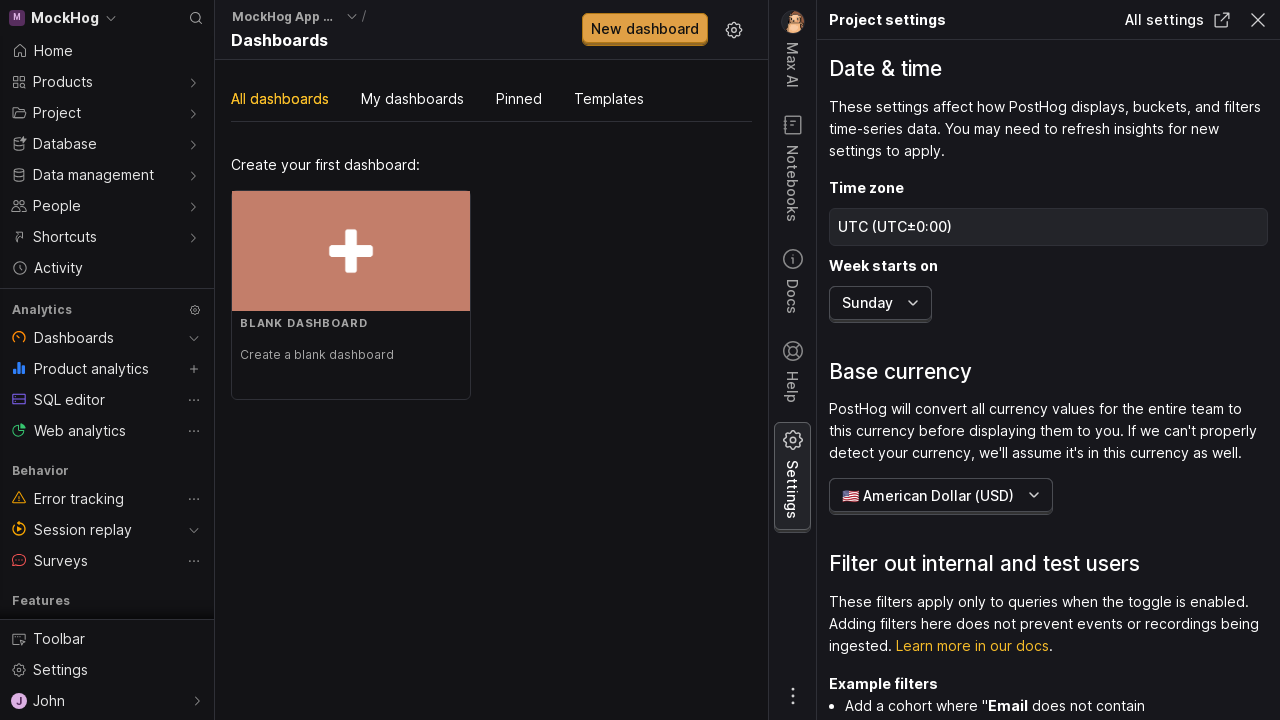 M MockHog
Home
Products
Project
Database
Data management
People
Shortcuts
Activity
Analytics
Dashboards
Product analytics
SQL editor
Web analytics
Behavior
Error tracking
Session replay
Surveys
Features
Toolbar
Settings
J John
MockHog App ... /
Dashboards
New dashboard
All dashboards My dashboards Pinned Templates
Create your first dashboard:
BLANK DASHBOARD
Create a blank dashboard
Max AI
Notebooks
Docs
Help
Settings
Project settings
All settings
Date & time
These settings affect how PostHog displays, buckets, and filters
time-series data. You may need to refresh insights for new
settings to apply.
Time zone
UTC (UTC±0:00)
Week starts on
Sunday
Base currency
PostHog will convert all currency values for the entire team to
this currency before displaying them to you. If we can't properly
detect your currency, we'll assume it's in this currency as well.
🇺🇸 American Dollar (USD)
Filter out internal and test users
These filters apply only to queries when the toggle is enabled.
Adding filters here does not prevent events or recordings being
ingested. Learn more in our docs.
Example filters
• Add a cohort where "Email does not contain